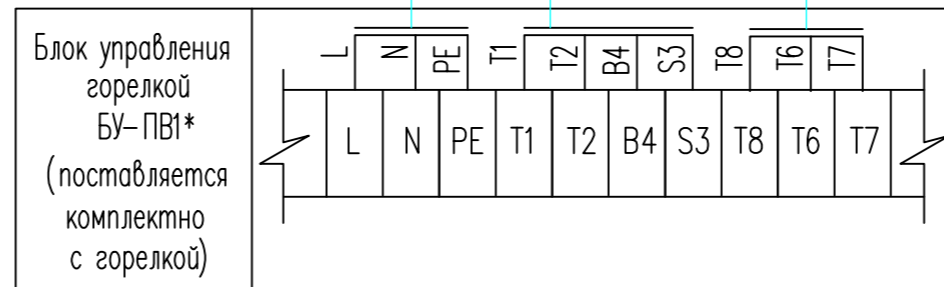 Блок управления
горелкой
БУ-ПВ1*
(поставляется
комплектно
с горелкой)
L N PE T1 T2 B4 S3 T8 T6 T7
L N PE T1 T2 B4 S3 T8 T6 T7